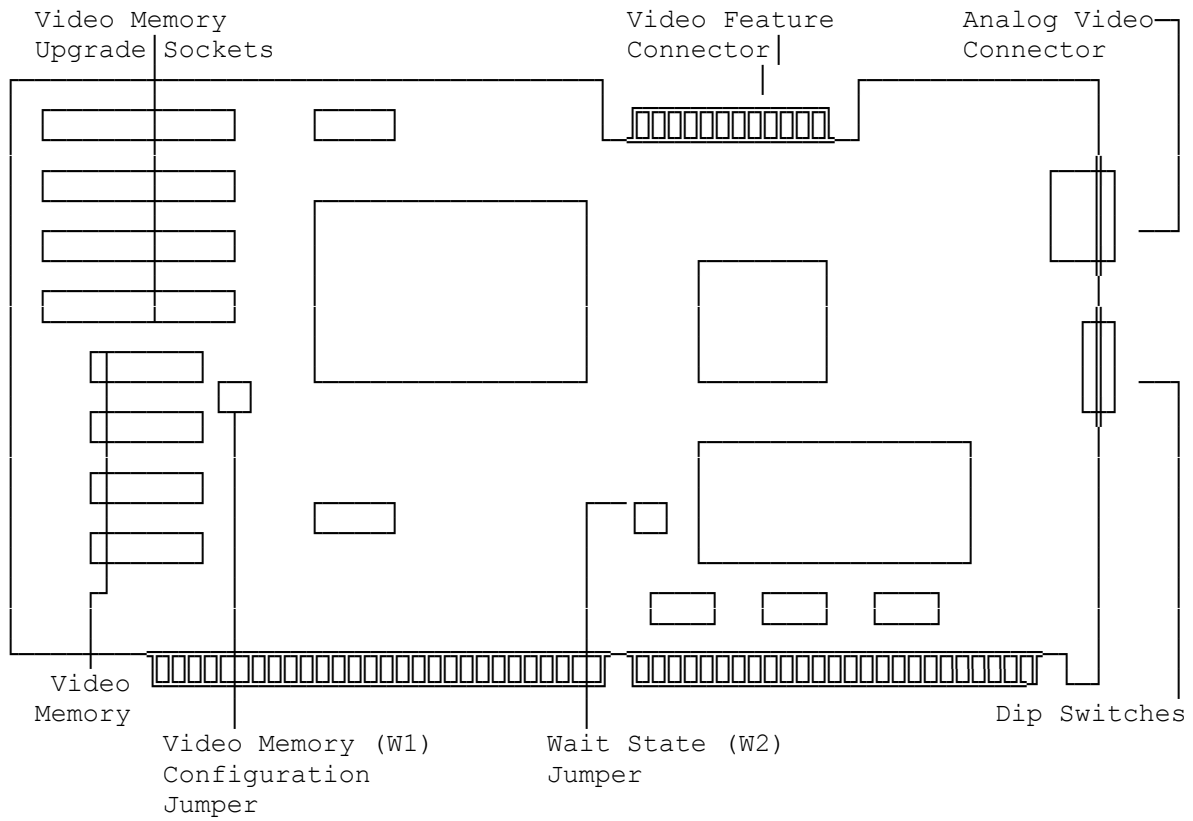 Video Memory
Upgrade Sockets
Video Feature
Connector
Analog Video
Connector
Video
Memory
Dip Switches
Video Memory (W1)
Configuration
Jumper
Wait State (W2)
Jumper